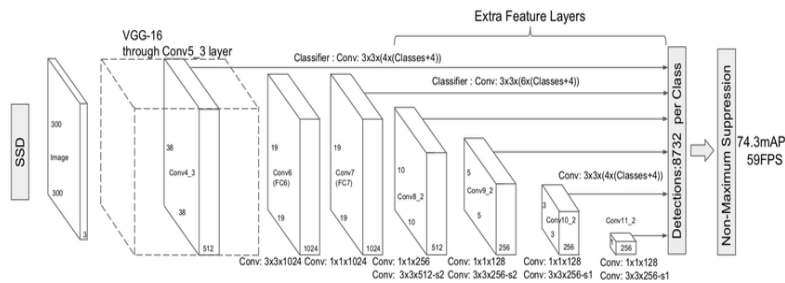 Extra Feature Layers
VGG-16
through Conv5_3 layer
Classifier : Conv: 3x3x(4x(Classes+4))
Classifier : Conv: 3x3x(6x(Classes+4))
SSD
300
Image
300
3
38
Conv4_3
38
512
19
Conv6
(FC6)
19
1024
19
Conv7
(FC7)
19
1024
10
Conv8_2
10
512
5
Conv9_2
5
256
Conv: 3x3x(4x(Classes+4))
3
Conv10_2
3
256
Conv11_2
1
256
Detections:8732 per Class
Non-Maximum Suppression
74.3mAP
59FPS
Conv: 3x3x1024
Conv: 1x1x1024
Conv: 1x1x256
Conv: 3x3x512-s2
Conv: 1x1x128
Conv: 3x3x256-s2
Conv: 1x1x128
Conv: 3x3x256-s1
Conv: 1x1x128
Conv: 3x3x256-s1